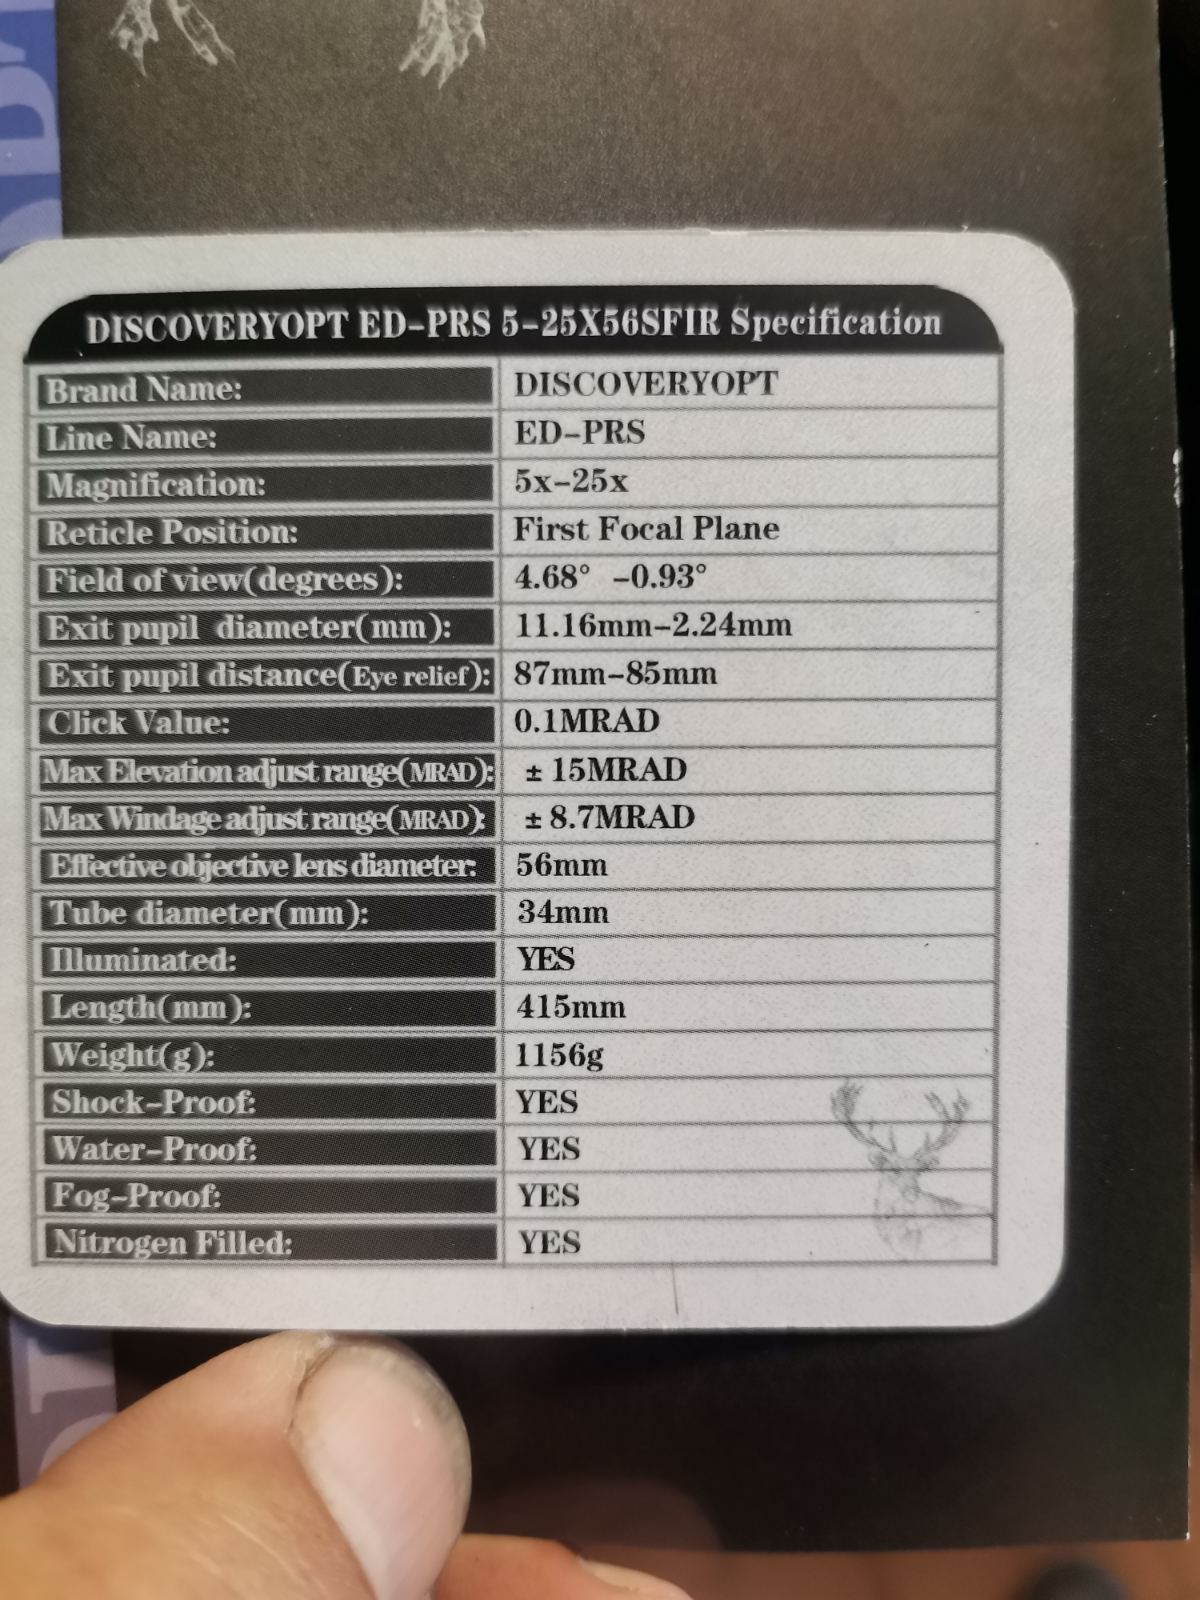 DISCOVERYOPT ED-PRS 5-25X56SFIR Specification
Brand Name: DISCOVERYOPT
Line Name: ED-PRS
Magnification: 5x-25x
Reticle Position: First Focal Plane
Field of view(degrees): 4.68° -0.93°
Exit pupil diameter(mm): 11.16mm-2.24mm
Exit pupil distance(Eye relief): 87mm-85mm
Click Value: 0.1MRAD
Max Elevation adjust range(MRAD): ± 15MRAD
Max Windage adjust range(MRAD): ± 8.7MRAD
Effective objective lens diameter: 56mm
Tube diameter(mm): 34mm
Illuminated: YES
Length(mm): 415mm
Weight(g): 1156g
Shock-Proof: YES
Water-Proof: YES
Fog-Proof: YES
Nitrogen Filled: YES